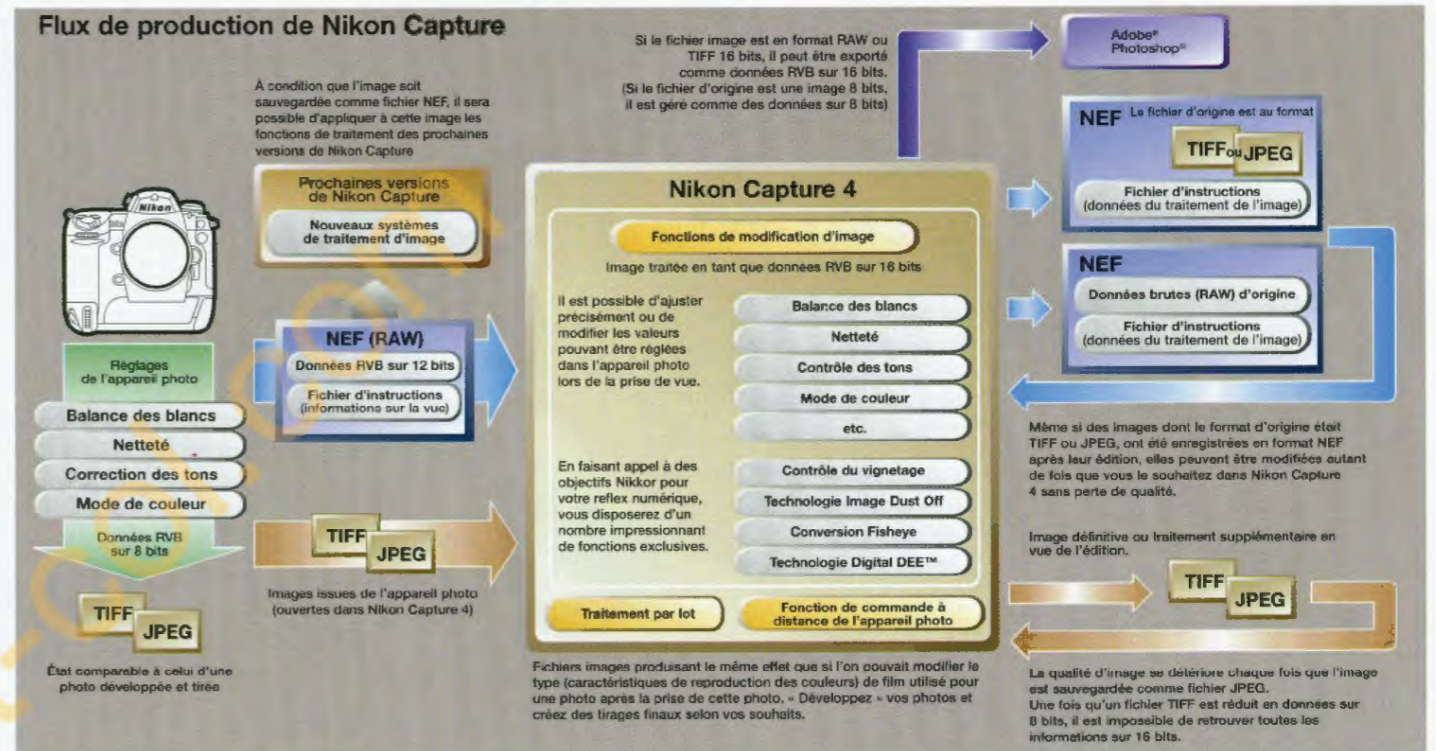 Flux de production de Nikon Capture
À condition que l'image soit
sauvegardée comme fichier NEF, il sera
possible d'appliquer à cette image les
fonctions de traitement des prochaines
versions de Nikon Capture
Prochaines versions
de Nikon Capture
Nouveaux systèmes
de traitement d'image
Nikon
Réglages
de l'appareil photo
Balance des blancs
Netteté
Correction des tons
Mode de couleur
Données RVB
sur 8 bits
TIFF
JPEG
État comparable à celui d'une
photo développée et tirée
NEF (RAW)
Données RVB sur 12 bits
Fichier d'instructions
(informations sur la vue)
TIFF
JPEG
Images issues de l'appareil photo
(ouvertes dans Nikon Capture 4)
Si le fichier image est en format RAW ou
TIFF 16 bits, il peut être exporté
comme données RVB sur 16 bits.
(Si le fichier d'origine est une image 8 bits,
il est géré comme des données sur 8 bits)
Nikon Capture 4
Fonctions de modification d'image
Image traitée en tant que données RVB sur 16 bits
Il est possible d'ajuster
précisément ou de
modifier les valeurs
pouvant être réglées
dans l'appareil photo
lors de la prise de vue.
Balance des blancs
Netteté
Contrôle des tons
Mode de couleur
etc.
En faisant appel à des
objectifs Nikkor pour
votre reflex numérique,
vous disposerez d'un
nombre impressionnant
de fonctions exclusives.
Contrôle du vignetage
Technologie Image Dust Off
Conversion Fisheye
Technologie Digital DEE™
Traitement par lot
Fonction de commande à
distance de l'appareil photo
Fichiers images produisant le même effet que si l'on pouvait modifier le
type (caractéristiques de reproduction des couleurs) de film utilisé pour
une photo après la prise de cette photo. « Développez » vos photos et
créez des tirages finaux selon vos souhaits.
Adobe®
Photoshop®
NEF Le fichier d'origine est au format
TIFF ou JPEG
Fichier d'instructions
(données du traitement de l'image)
NEF
Données brutes (RAW) d'origine
Fichier d'instructions
(données du traitement de l'image)
Même si des images dont le format d'origine était
TIFF ou JPEG, ont été enregistrées en format NEF
après leur édition, elles peuvent être modifiées autant
de fois que vous le souhaitez dans Nikon Capture
4 sans perte de qualité.
Image définitive ou traitement supplémentaire en
vue de l'édition.
TIFF
JPEG
La qualité d'image se détériore chaque fois que l'image
est sauvegardée comme fichier JPEG.
Une fois qu'un fichier TIFF est réduit en données sur
8 bits, il est impossible de retrouver toutes les
informations sur 16 bits.